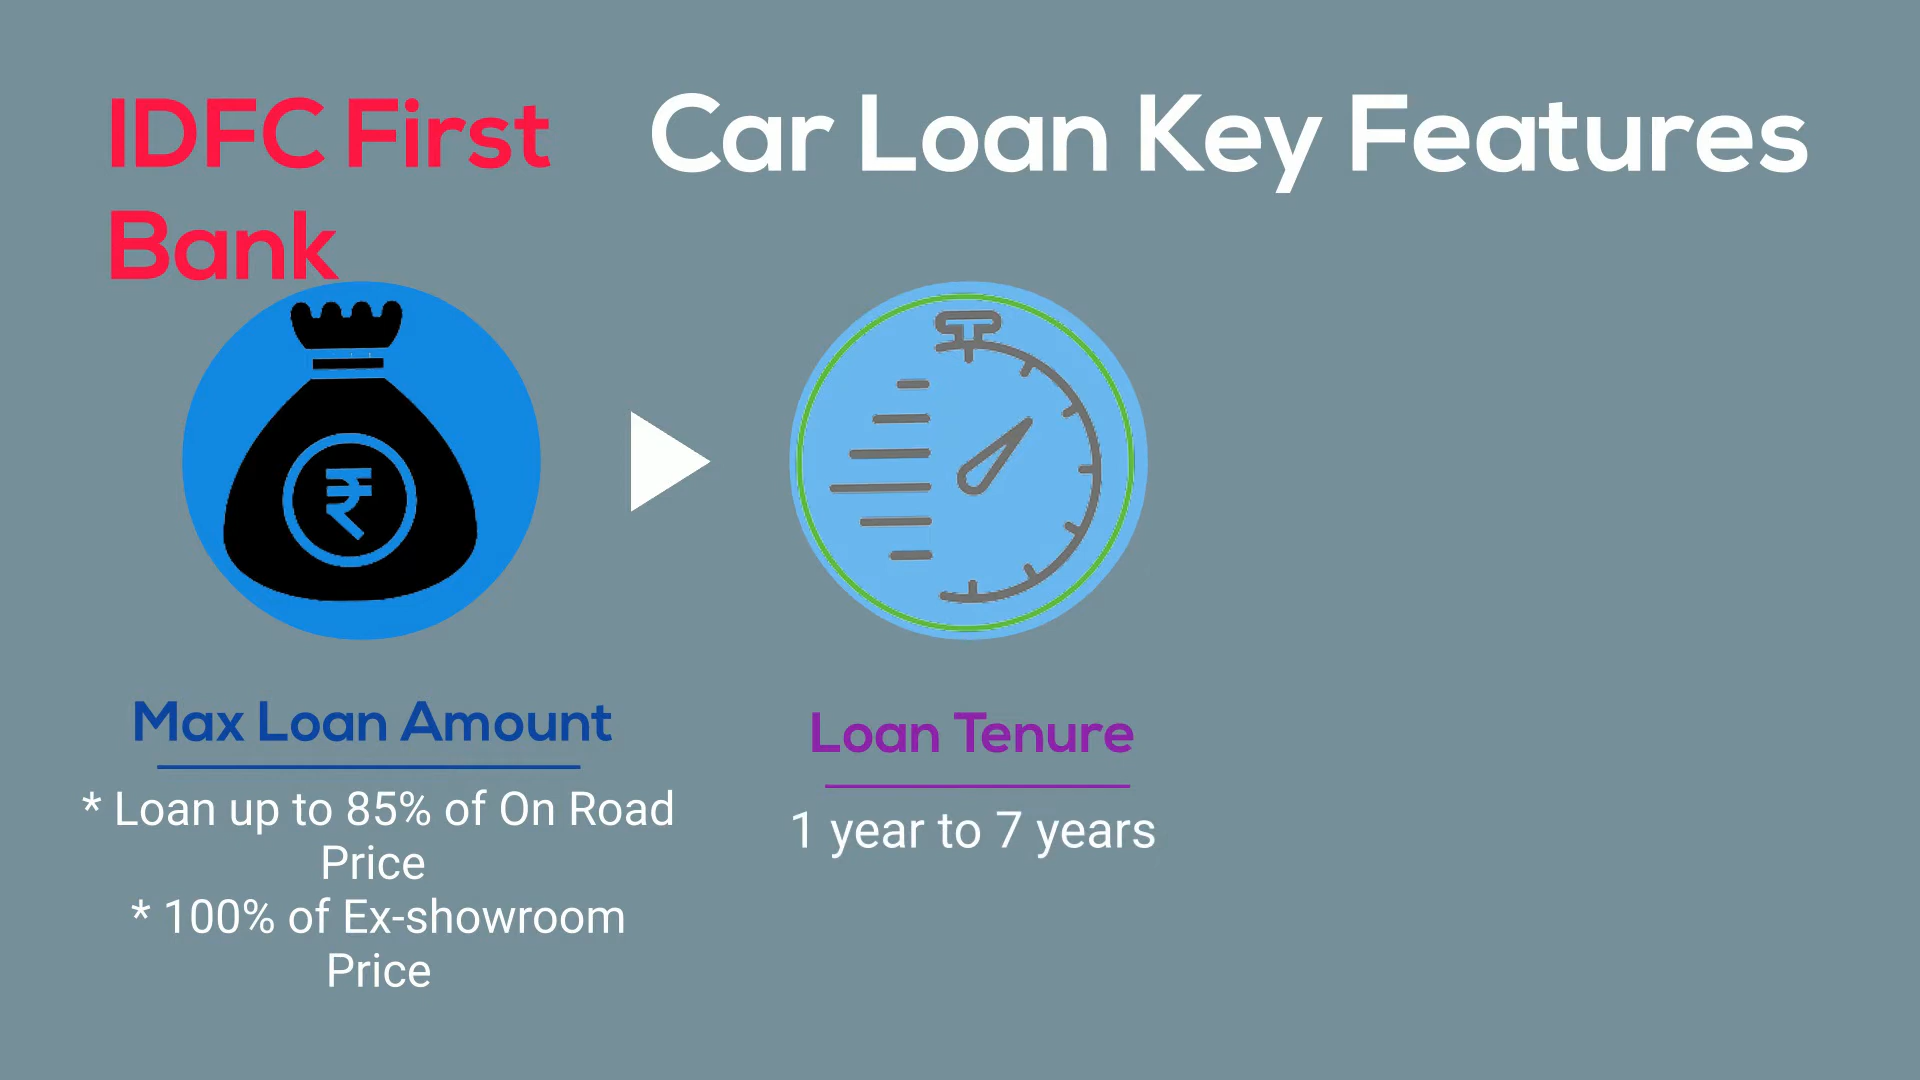 IDFC First
Bank
Car Loan Key Features
₹
Max Loan Amount
* Loan up to 85% of On Road
Price
* 100% of Ex-showroom
Price
Loan Tenure
1 year to 7 years